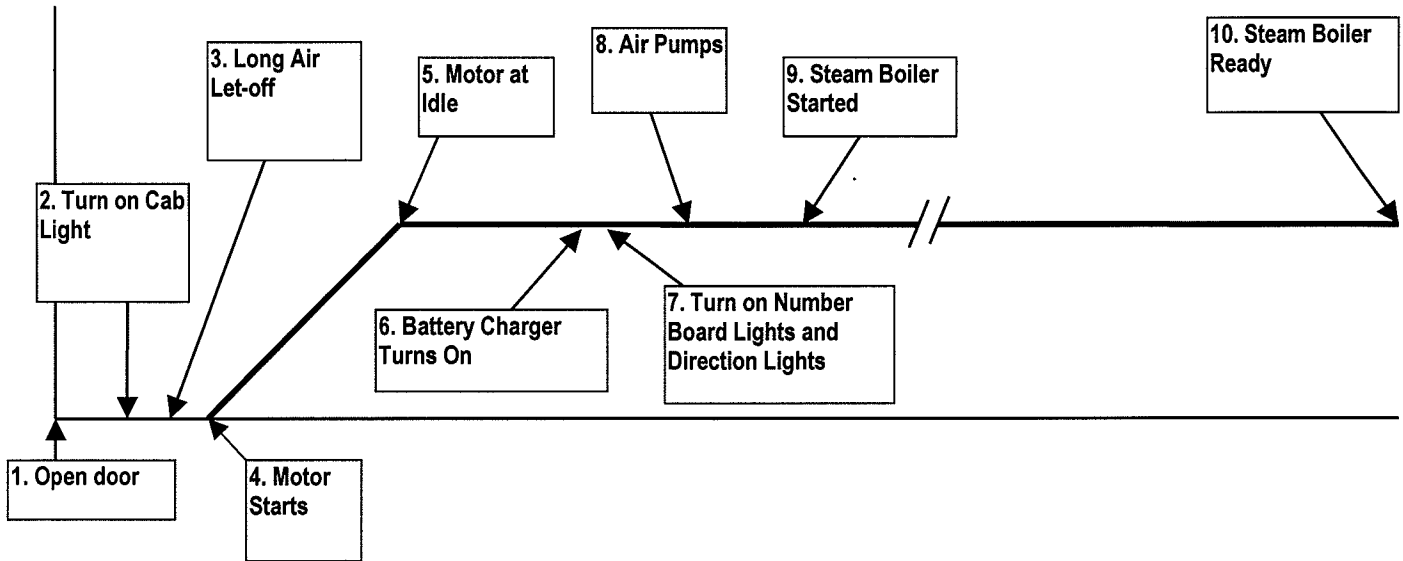 1. Open door
2. Turn on Cab
Light
3. Long Air
Let-off
4. Motor
Starts
5. Motor at
Idle
6. Battery Charger
Turns On
7. Turn on Number
Board Lights and
Direction Lights
8. Air Pumps
9. Steam Boiler
Started
10. Steam Boiler
Ready